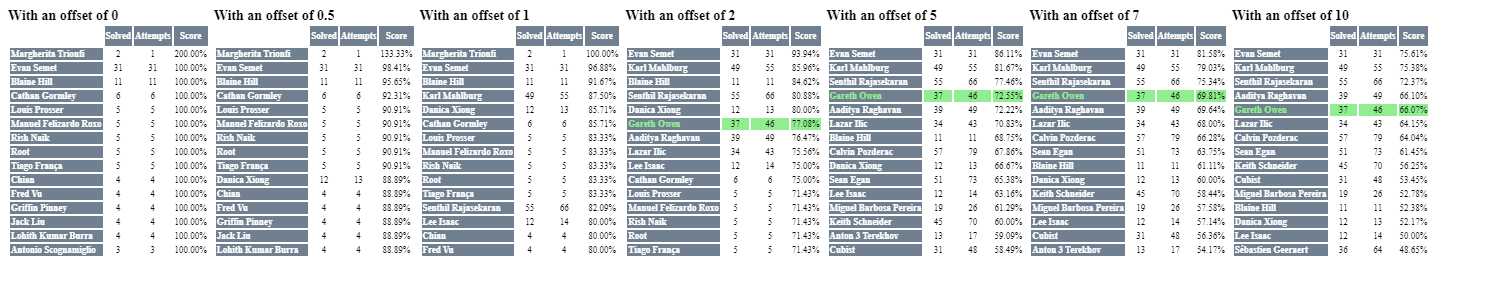 With an offset of 0
Solved Attempts Score
Margherita Trionfi 2 1 200.00%
Evan Semet 31 31 100.00%
Blaine Hill 11 11 100.00%
Cathan Gormley 6 6 100.00%
Louis Prosser 5 5 100.00%
Manuel Felizardo Roxo 5 5 100.00%
Rish Naik 5 5 100.00%
Root 5 5 100.00%
Tiago França 5 5 100.00%
Chian 4 4 100.00%
Fred Vu 4 4 100.00%
Griffin Pinney 4 4 100.00%
Jack Liu 4 4 100.00%
Lohith Kumar Burra 4 4 100.00%
Antonio Scognamiglio 3 3 100.00%
With an offset of 0.5
Solved Attempts Score
Margherita Trionfi 2 1 133.33%
Evan Semet 31 31 98.41%
Blaine Hill 11 11 95.65%
Cathan Gormley 6 6 92.31%
Louis Prosser 5 5 90.91%
Manuel Felizardo Roxo 5 5 90.91%
Rish Naik 5 5 90.91%
Root 5 5 90.91%
Tiago França 5 5 90.91%
Danica Xiong 12 13 88.89%
Chian 4 4 88.89%
Fred Vu 4 4 88.89%
Griffin Pinney 4 4 88.89%
Jack Liu 4 4 88.89%
Lohith Kumar Burra 4 4 88.89%
With an offset of 1
Solved Attempts Score
Margherita Trionfi 2 1 100.00%
Evan Semet 31 31 96.88%
Blaine Hill 11 11 91.67%
Karl Mahlburg 49 55 87.50%
Danica Xiong 12 13 85.71%
Cathan Gormley 6 6 85.71%
Louis Prosser 5 5 83.33%
Manuel Felizardo Roxo 5 5 83.33%
Rish Naik 5 5 83.33%
Root 5 5 83.33%
Tiago França 5 5 83.33%
Senthil Rajasekaran 55 66 82.09%
Lee Isaac 12 14 80.00%
Chian 4 4 80.00%
Fred Vu 4 4 80.00%
With an offset of 2
Solved Attempts Score
Evan Semet 31 31 93.94%
Karl Mahlburg 49 55 85.96%
Blaine Hill 11 11 84.62%
Senthil Rajasekaran 55 66 80.88%
Danica Xiong 12 13 80.00%
Gareth Owen 37 46 77.08%
Aaditya Raghavan 39 49 76.47%
Lazar Ilic 34 43 75.56%
Lee Isaac 12 14 75.00%
Cathan Gormley 6 6 75.00%
Louis Prosser 5 5 71.43%
Manuel Felizardo Roxo 5 5 71.43%
Rish Naik 5 5 71.43%
Root 5 5 71.43%
Tiago França 5 5 71.43%
With an offset of 5
Solved Attempts Score
Evan Semet 31 31 86.11%
Karl Mahlburg 49 55 81.67%
Senthil Rajasekaran 55 66 77.46%
Gareth Owen 37 46 72.55%
Aaditya Raghavan 39 49 72.22%
Lazar Ilic 34 43 70.83%
Blaine Hill 11 11 68.75%
Calvin Pozderac 57 79 67.86%
Danica Xiong 12 13 66.67%
Sean Egan 51 73 65.38%
Lee Isaac 12 14 63.16%
Miguel Barbosa Pereira 19 26 61.29%
Keith Schneider 45 70 60.00%
Anton 3 Terekhov 13 17 59.09%
Cubist 31 48 58.49%
With an offset of 7
Solved Attempts Score
Evan Semet 31 31 81.58%
Karl Mahlburg 49 55 79.03%
Senthil Rajasekaran 55 66 75.34%
Gareth Owen 37 46 69.81%
Aaditya Raghavan 39 49 69.64%
Lazar Ilic 34 43 68.00%
Calvin Pozderac 57 79 66.28%
Sean Egan 51 73 63.75%
Blaine Hill 11 11 61.11%
Danica Xiong 12 13 60.00%
Keith Schneider 45 70 58.44%
Miguel Barbosa Pereira 19 26 57.58%
Lee Isaac 12 14 57.14%
Cubist 31 48 56.36%
Anton 3 Terekhov 13 17 54.17%
With an offset of 10
Solved Attempts Score
Evan Semet 31 31 75.61%
Karl Mahlburg 49 55 75.38%
Senthil Rajasekaran 55 66 72.37%
Aaditya Raghavan 39 49 66.10%
Gareth Owen 37 46 66.07%
Lazar Ilic 34 43 64.15%
Calvin Pozderac 57 79 64.04%
Sean Egan 51 73 61.45%
Keith Schneider 45 70 56.25%
Cubist 31 48 53.45%
Miguel Barbosa Pereira 19 26 52.78%
Blaine Hill 11 11 52.38%
Danica Xiong 12 13 52.17%
Lee Isaac 12 14 50.00%
Sébastien Geeraert 36 64 48.65%